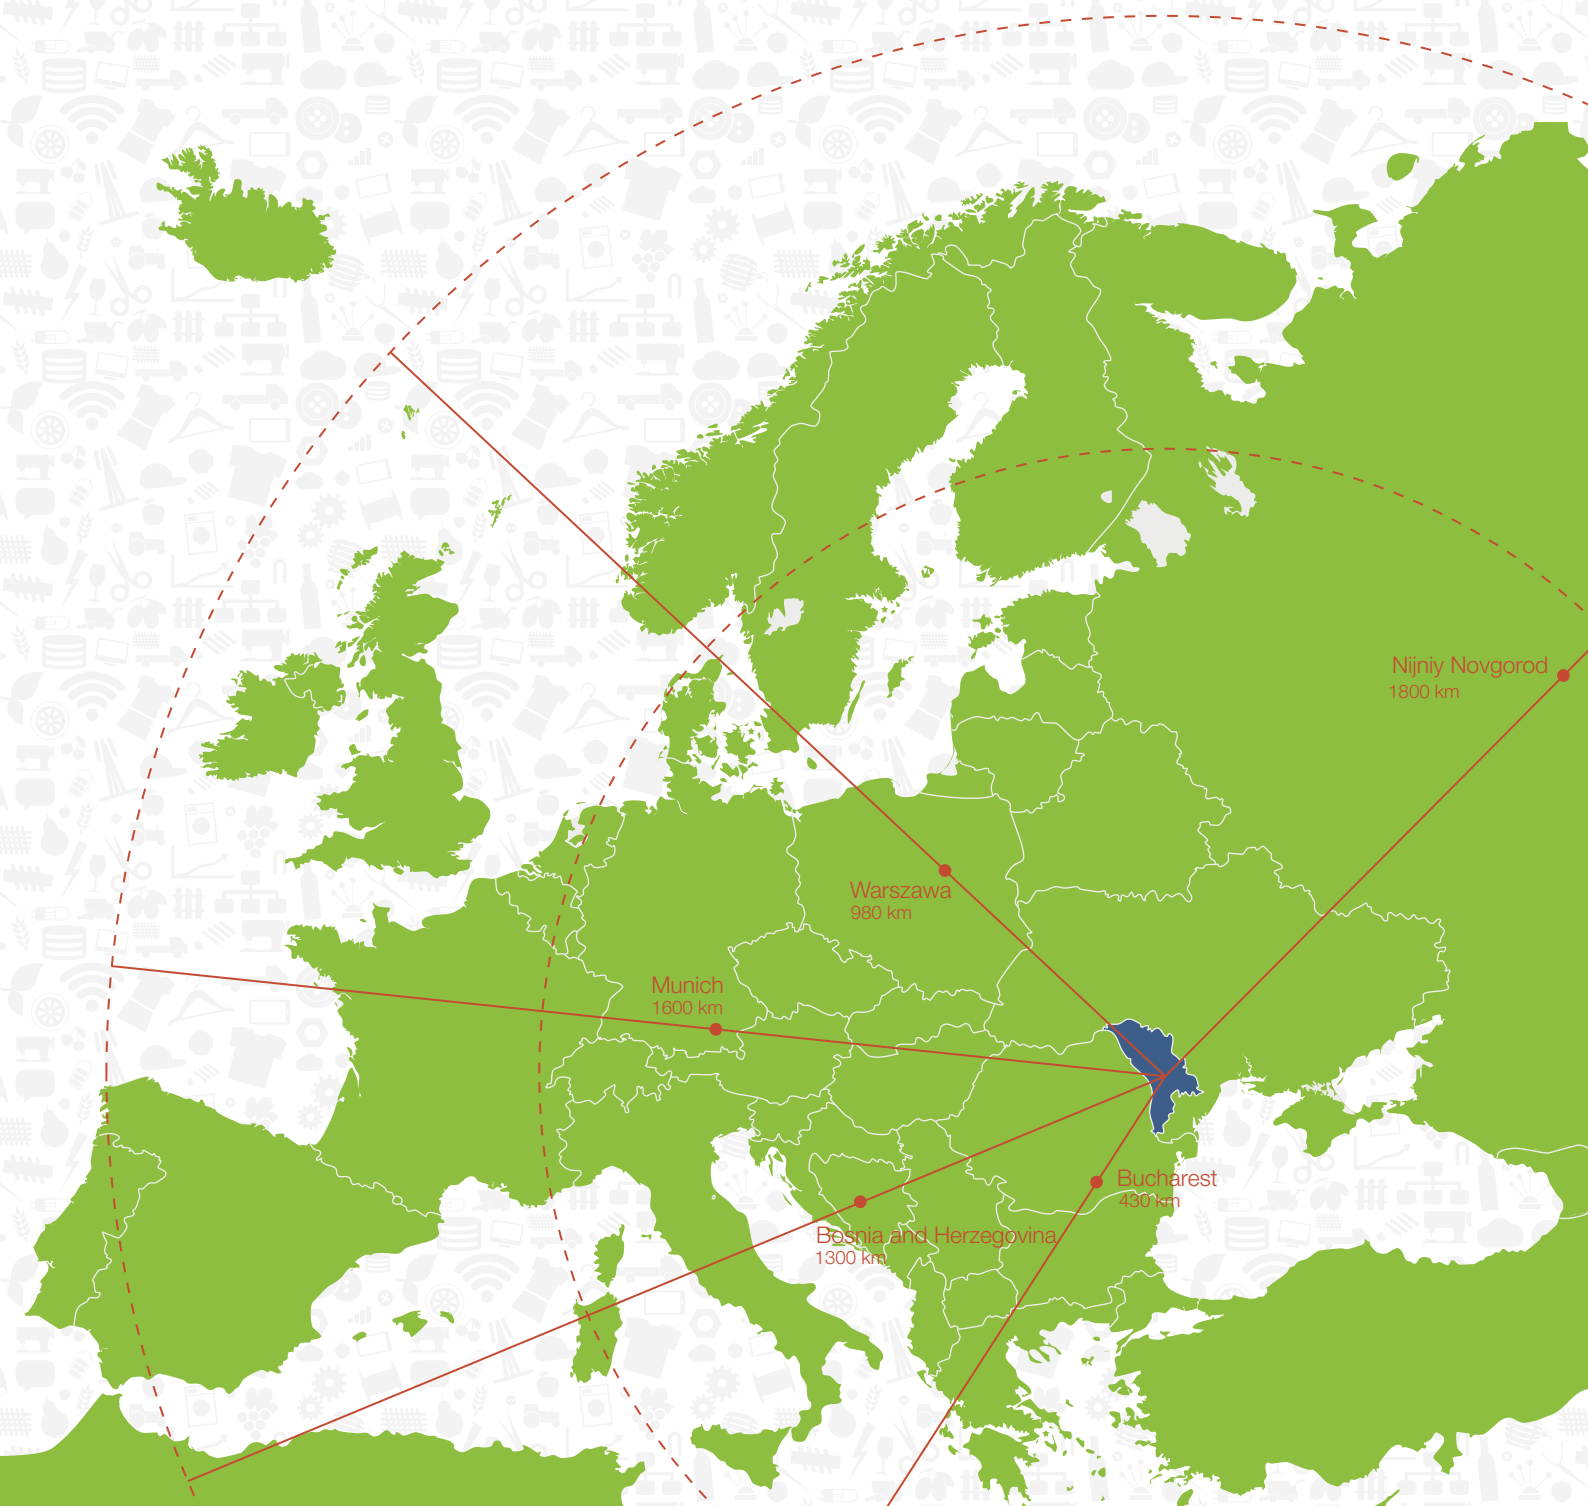 Nijniy Novgorod
1800 km
Warszawa
980 km
Munich
1600 km
Bucharest
430 km
Bosnia and Herzegovina
1300 km